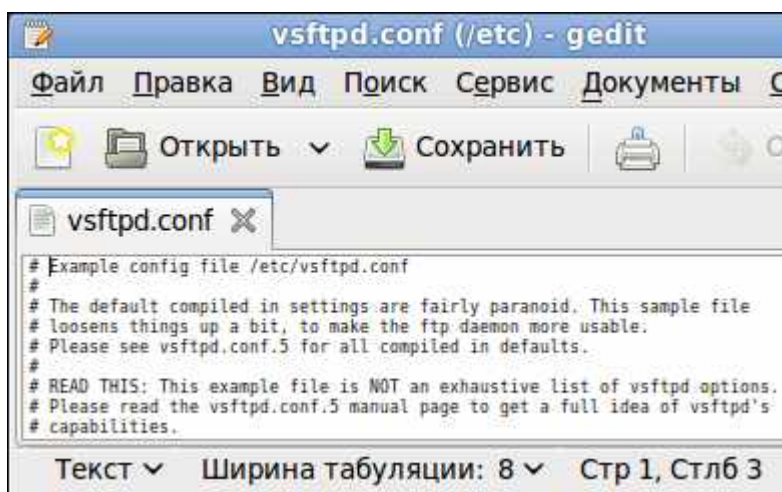 vsftpd.conf (/etc) - gedit
Файл Правка Вид Поиск Сервис Документы
Открыть Сохранить
vsftpd.conf
# Example config file /etc/vsftpd.conf
#
# The default compiled in settings are fairly paranoid. This sample file
# loosens things up a bit, to make the ftp daemon more usable.
# Please see vsftpd.conf.5 for all compiled in defaults.
#
# READ THIS: This example file is NOT an exhaustive list of vsftpd options.
# Please read the vsftpd.conf.5 manual page to get a full idea of vsftpd's
# capabilities.
Текст Ширина табуляции: 8 Стр 1, Стлб 3